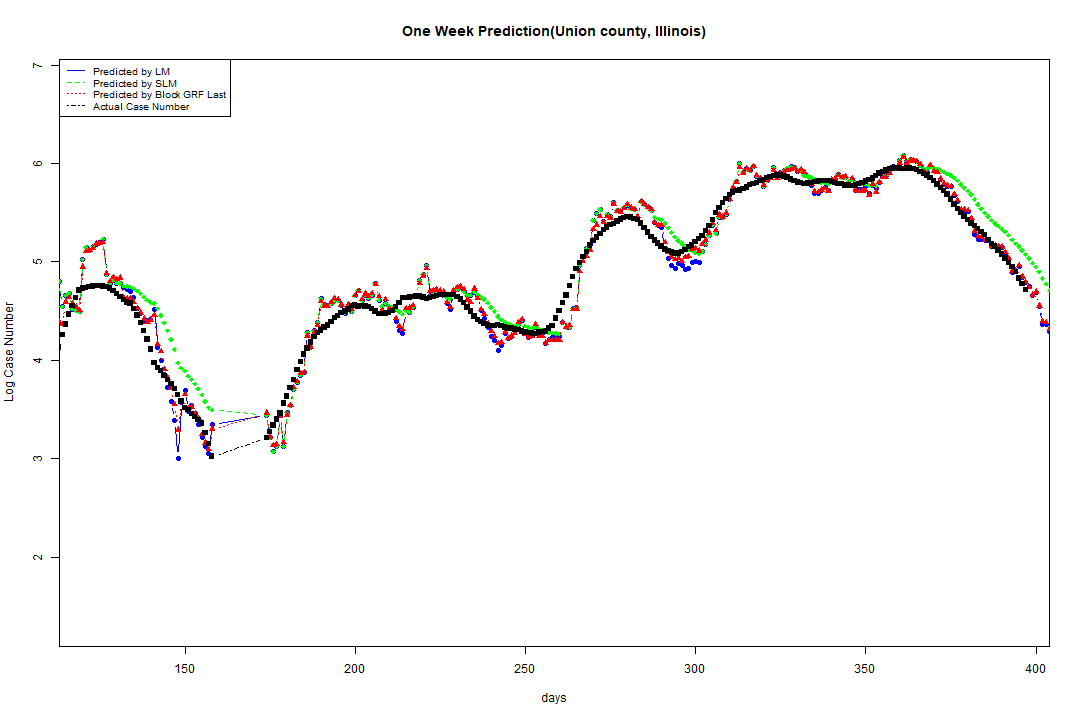 One Week Prediction(Union county, Illinois)
Predicted by LM
Predicted by SLM
Predicted by Block GRF Last
Actual Case Number
7
6
5
4
3
2
Log Case Number
150 200 250 300 350 400
days